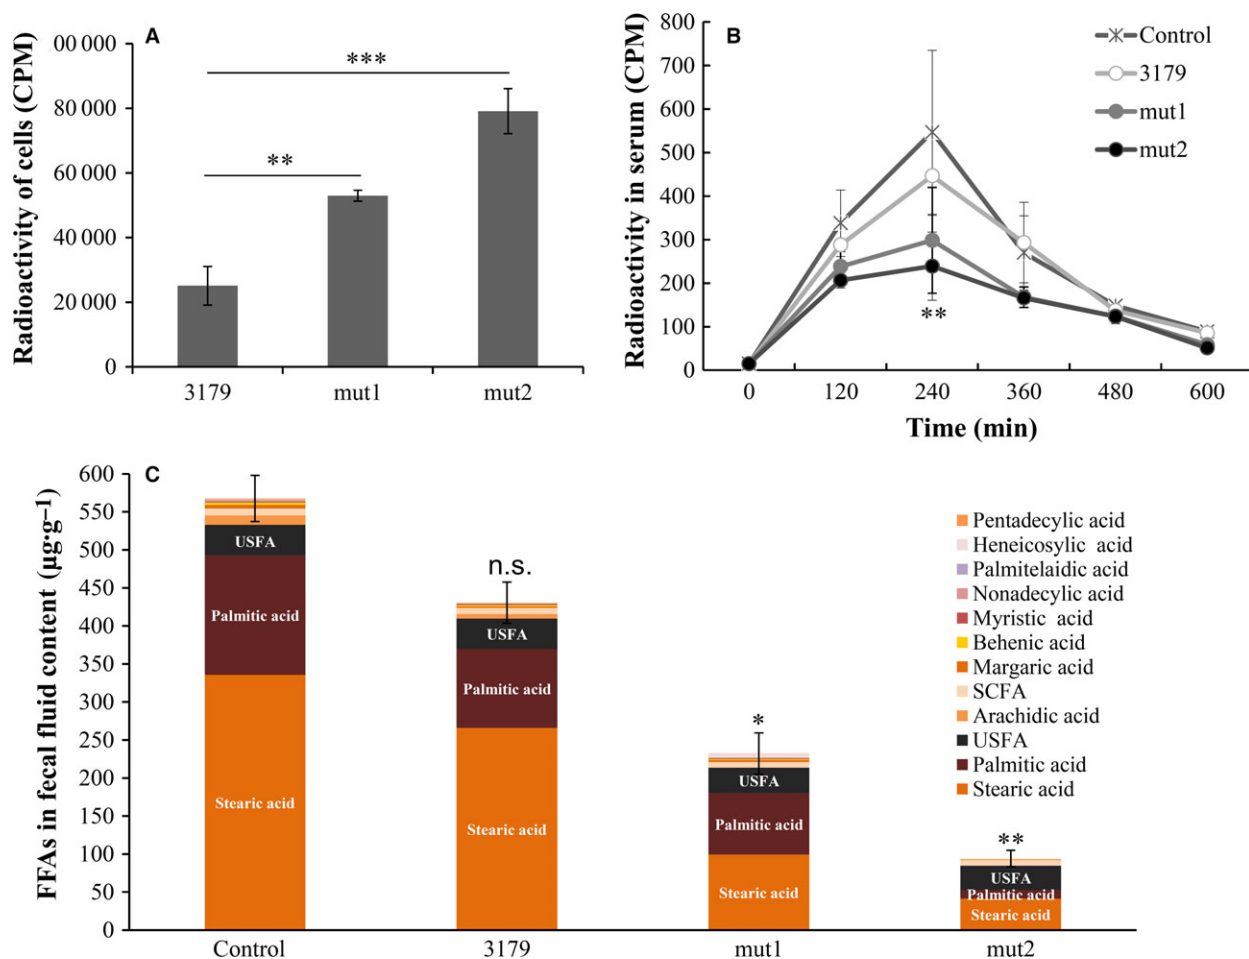 A
Radioactivity of cells (CPM)
00 000
80 000
60 000
40 000
20 000
0
***
**
3179 mut1 mut2
B
Radioactivity in serum (CPM)
800
700
600
500
400
300
200
100
0
Control
3179
mut1
mut2
**
0 120 240 360 480 600
Time (min)
C
FFAs in fecal fluid content (µg·g⁻¹)
600
550
500
450
400
350
300
250
200
150
100
50
0
USFA
Palmitic acid
Stearic acid
n.s.
USFA
Palmitic acid
Stearic acid
*
USFA
Palmitic acid
Stearic acid
**
USFA
Palmitic acid
Stearic acid
Pentadecylic acid
Heneicosylic acid
Palmitelaidic acid
Nonadecylic acid
Myristic acid
Behenic acid
Margaric acid
SCFA
Arachidic acid
USFA
Palmitic acid
Stearic acid
Control 3179 mut1 mut2